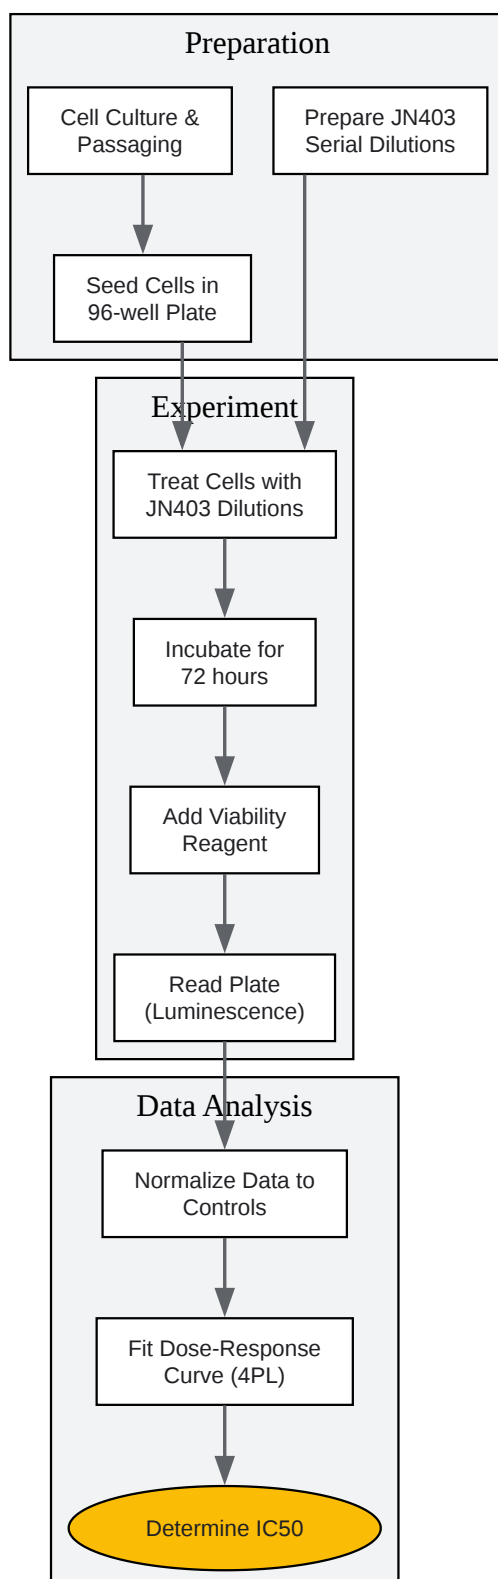 Preparation
Cell Culture &
Passaging
Prepare JN403
Serial Dilutions
Seed Cells in
96-well Plate
Experiment
Treat Cells with
JN403 Dilutions
Incubate for
72 hours
Add Viability
Reagent
Read Plate
(Luminescence)
Data Analysis
Normalize Data to
Controls
Fit Dose-Response
Curve (4PL)
Determine IC50